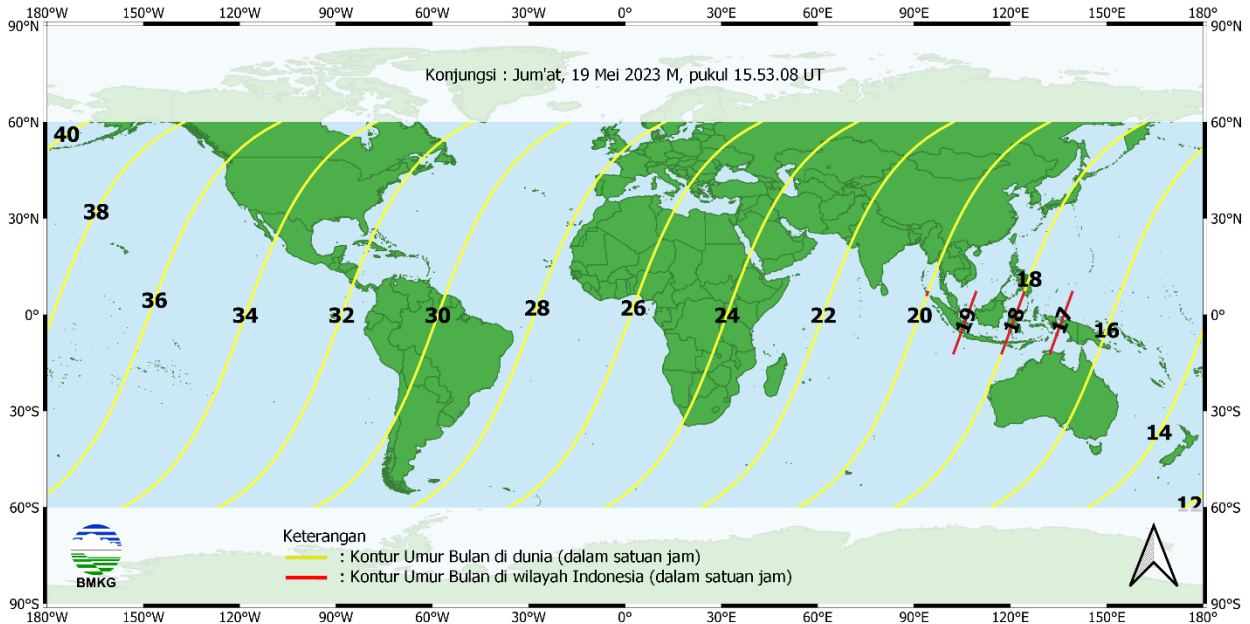 180° 150°W 120°W 90°W 60°W 30°W 0° 30°E 60°E 90°E 120°E 150°E 180°
90°N 90°N
Konjungsi : Jum'at, 19 Mei 2023 M, pukul 15.53.08 UT
60°N 60°N
40
38
30°N 30°N
18
36
0° 34 32 30 28 26 24 22 20 19 18 17 16 0°
30°S 30°S
14
12
60°S 60°S
Keterangan
: Kontur Umur Bulan di dunia (dalam satuan jam)
: Kontur Umur Bulan di wilayah Indonesia (dalam satuan jam)
BMKG
90°S 90°S
180° 150°W 120°W 90°W 60°W 30°W 0° 30°E 60°E 90°E 120°E 150°E 180°